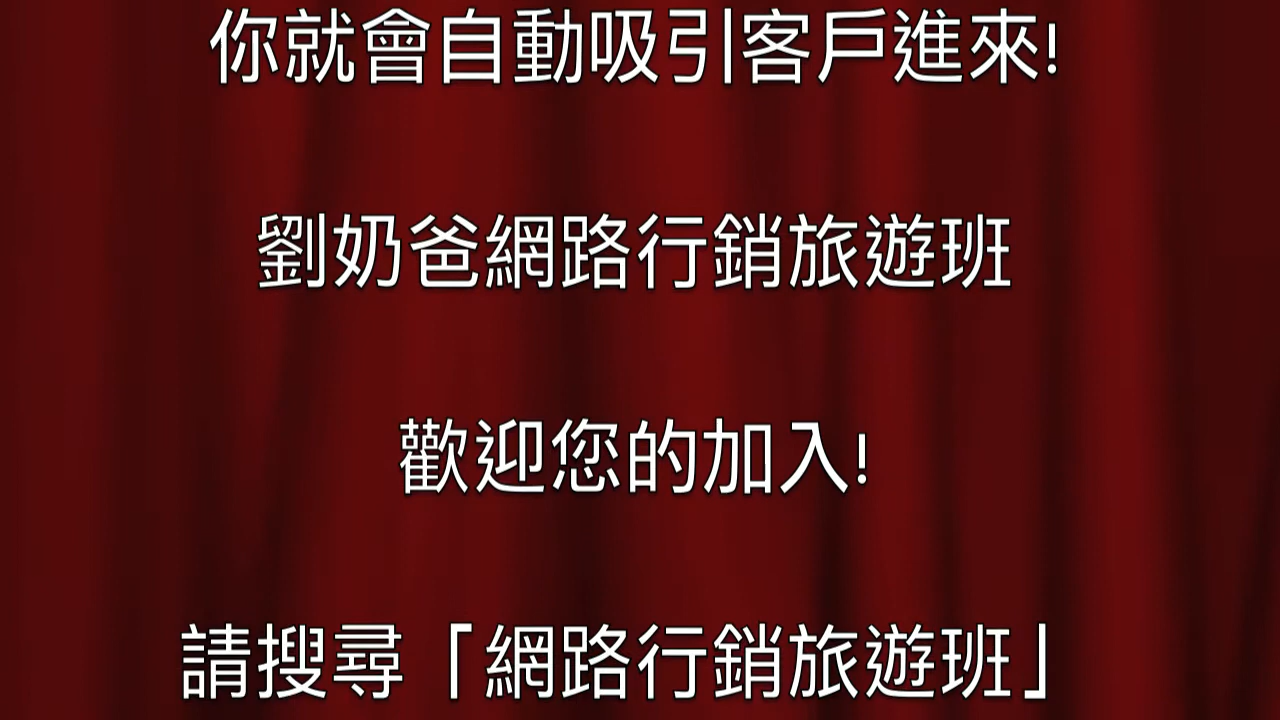 你就會自動吸引客戶進來!
劉奶爸網路行銷旅遊班
歡迎您的加入!
請搜尋「網路行銷旅遊班」